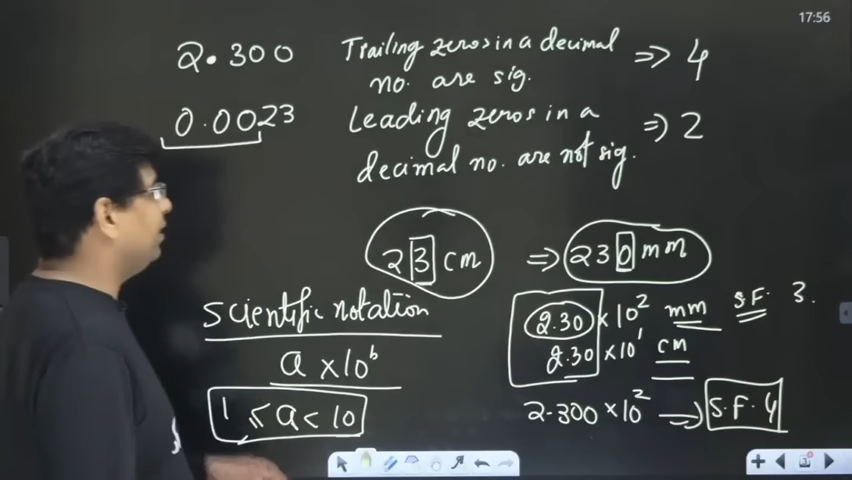 17:56
2.300 Trailing zeros in a decimal no. are sig. => 4
0.0023 Leading zeros in a decimal no. are not sig. => 2
23 cm => 230 mm
Scientific notation
a × 10^b
1 ≤ a < 10
2.30 × 10^2 mm S.F. 3.
2.30 × 10^1 cm
2.300 × 10^2 => S.F. 4